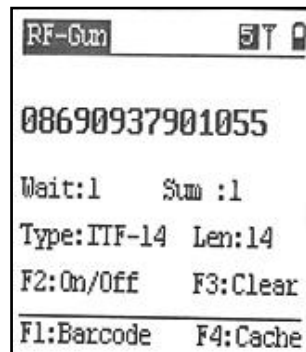 RF-Gun 5
08690937901055
Wait:1 Sum :1
Type:ITF-14 Len:14
F2:On/Off F3:Clear
F1:Barcode F4:Cache